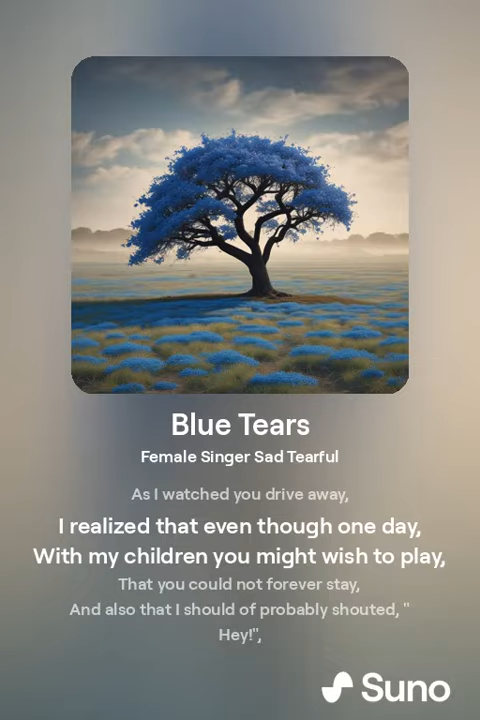 Blue Tears
Female Singer Sad Tearful
As I watched you drive away,
I realized that even though one day,
With my children you might wish to play,
That you could not forever stay,
And also that I should of probably shouted, "
Hey!",
Suno